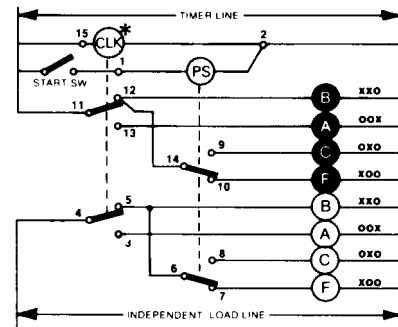 TIMER LINE
15 CLK *
1 2
START SW
PS
12 B XXO
11
13 A OOX
9 C OXO
14
10 F XOO
5 B XXO
4
3 A OOX
8 C OXO
6
7 F XOO
INDEPENDENT LOAD LINE